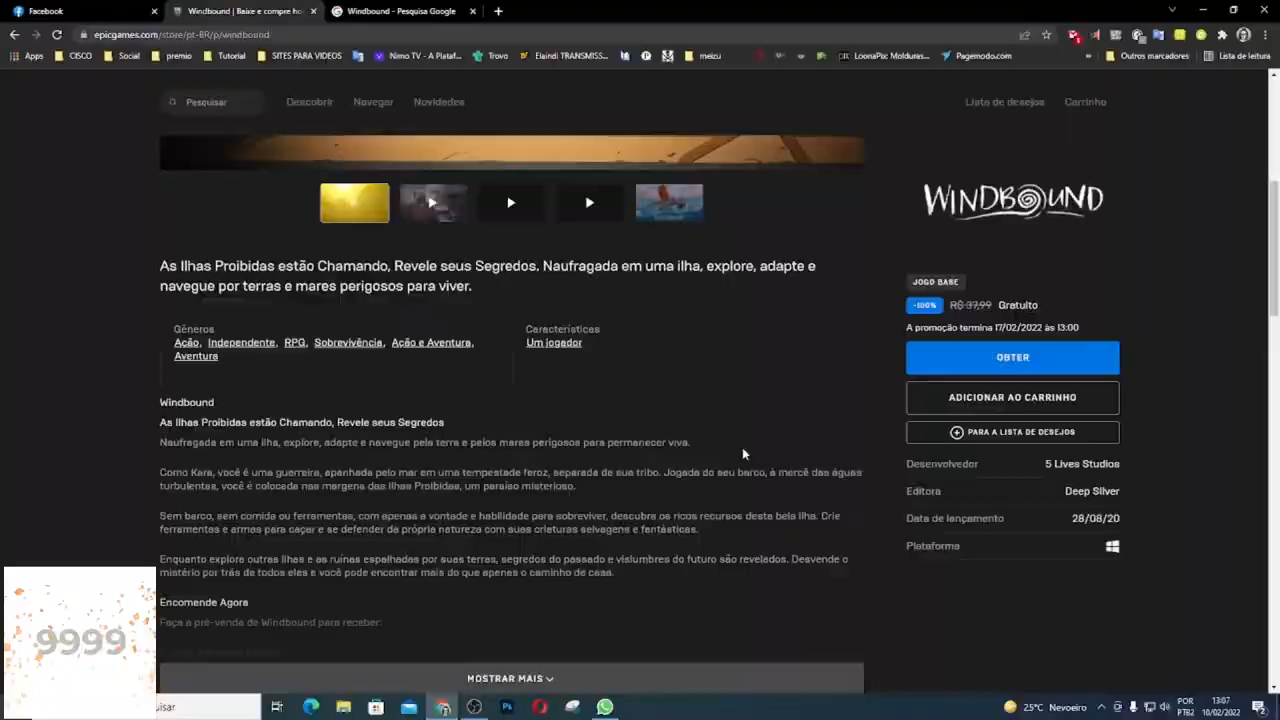 Facebook
Windbound | Baixe e compre ho
Windbound - Pesquisa Google
epicgames.com/store/pt-BR/p/windbound
Apps
CISCO
Social
premio
Tutorial
SITES PARA VIDEOS
Nimo TV - A Plataf...
Trovo
Elaindi TRANSMISS...
meicu
LoonaPix Molduras...
Pagemodo.com
»
Outros marcadores
Lista de leitura
Pesquisar
Descobrir
Navegar
Novidades
Lista de desejos
Carrinho
WINDBOUND
As Ilhas Proibidas estão Chamando, Revele seus Segredos. Naufragada em uma ilha, explore, adapte e
navegue por terras e mares perigosos para viver.
JOGO BASE
-100% R$ 37,99 Gratuito
A promoção termina 17/02/2022 às 13:00
OBTER
ADICIONAR AO CARRINHO
PARA A LISTA DE DESEJOS
Desenvolvedor 5 Lives Studios
Editora Deep Silver
Data de lançamento 28/08/20
Plataforma
Gêneros
Ação, Independente, RPG, Sobrevivência, Ação e Aventura,
Aventura
Características
Um jogador
Windbound
As Ilhas Proibidas estão Chamando, Revele seus Segredos
Naufragada em uma ilha, explore, adapte e navegue pela terra e pelos mares perigosos para permanecer viva.
Como Kara, você é uma guerreira, apanhada pelo mar em uma tempestade feroz, separada de sua tribo. Jogada do seu barco, à mercê das águas
turbulentas, você é colocada nas margens das Ilhas Proibidas, um paraíso misterioso.
Sem barco, sem comida ou ferramentas, com apenas a vontade e habilidade para sobreviver, descubra os ricos recursos desta bela ilha. Crie
ferramentas e armas para caçar e se defender da própria natureza com suas criaturas selvagens e fantásticas.
Enquanto explora outras Ilhas e as ruínas espalhadas por suas terras, segredos do passado e vislumbres do futuro são revelados. Desvende o
mistério por trás de todos eles e você pode encontrar mais do que apenas o caminho de casa.
Encomende Agora
Faça a pré-venda de Windbound para receber:
MOSTRAR MAIS
9999
isar
25°C Nevoeiro
POR
PTB2
13:07
10/02/2022
2